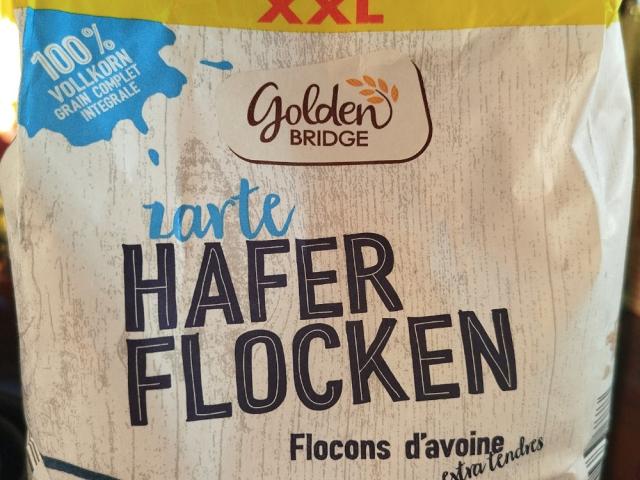 XXL
100%
VOLLKORN
GRAIN COMPLET
INTEGRALE
Golden
BRIDGE
zarte
HAFER
FLOCKEN
Flocons d'avoine
extra tendres